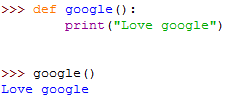 >>> def google():
        print("Love google")
>>> google()
Love google